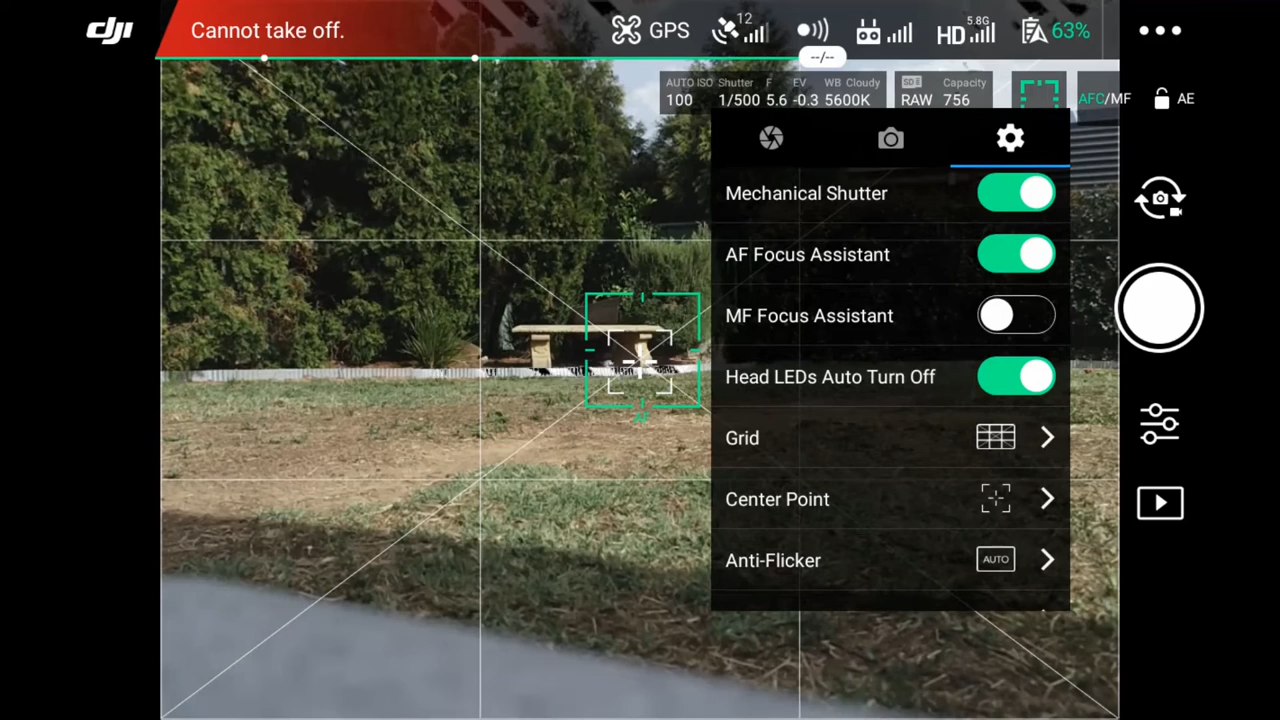 dji
Cannot take off.
GPS
12
HD 5.8G
63%
--/--
AUTO ISO Shutter F EV WB Cloudy
100 1/500 5.6 -0.3 5600K
SD Capacity
RAW 756
AFC/MF
AE
Mechanical Shutter
AF Focus Assistant
MF Focus Assistant
Head LEDs Auto Turn Off
AF
Grid
Center Point
Anti-Flicker AUTO